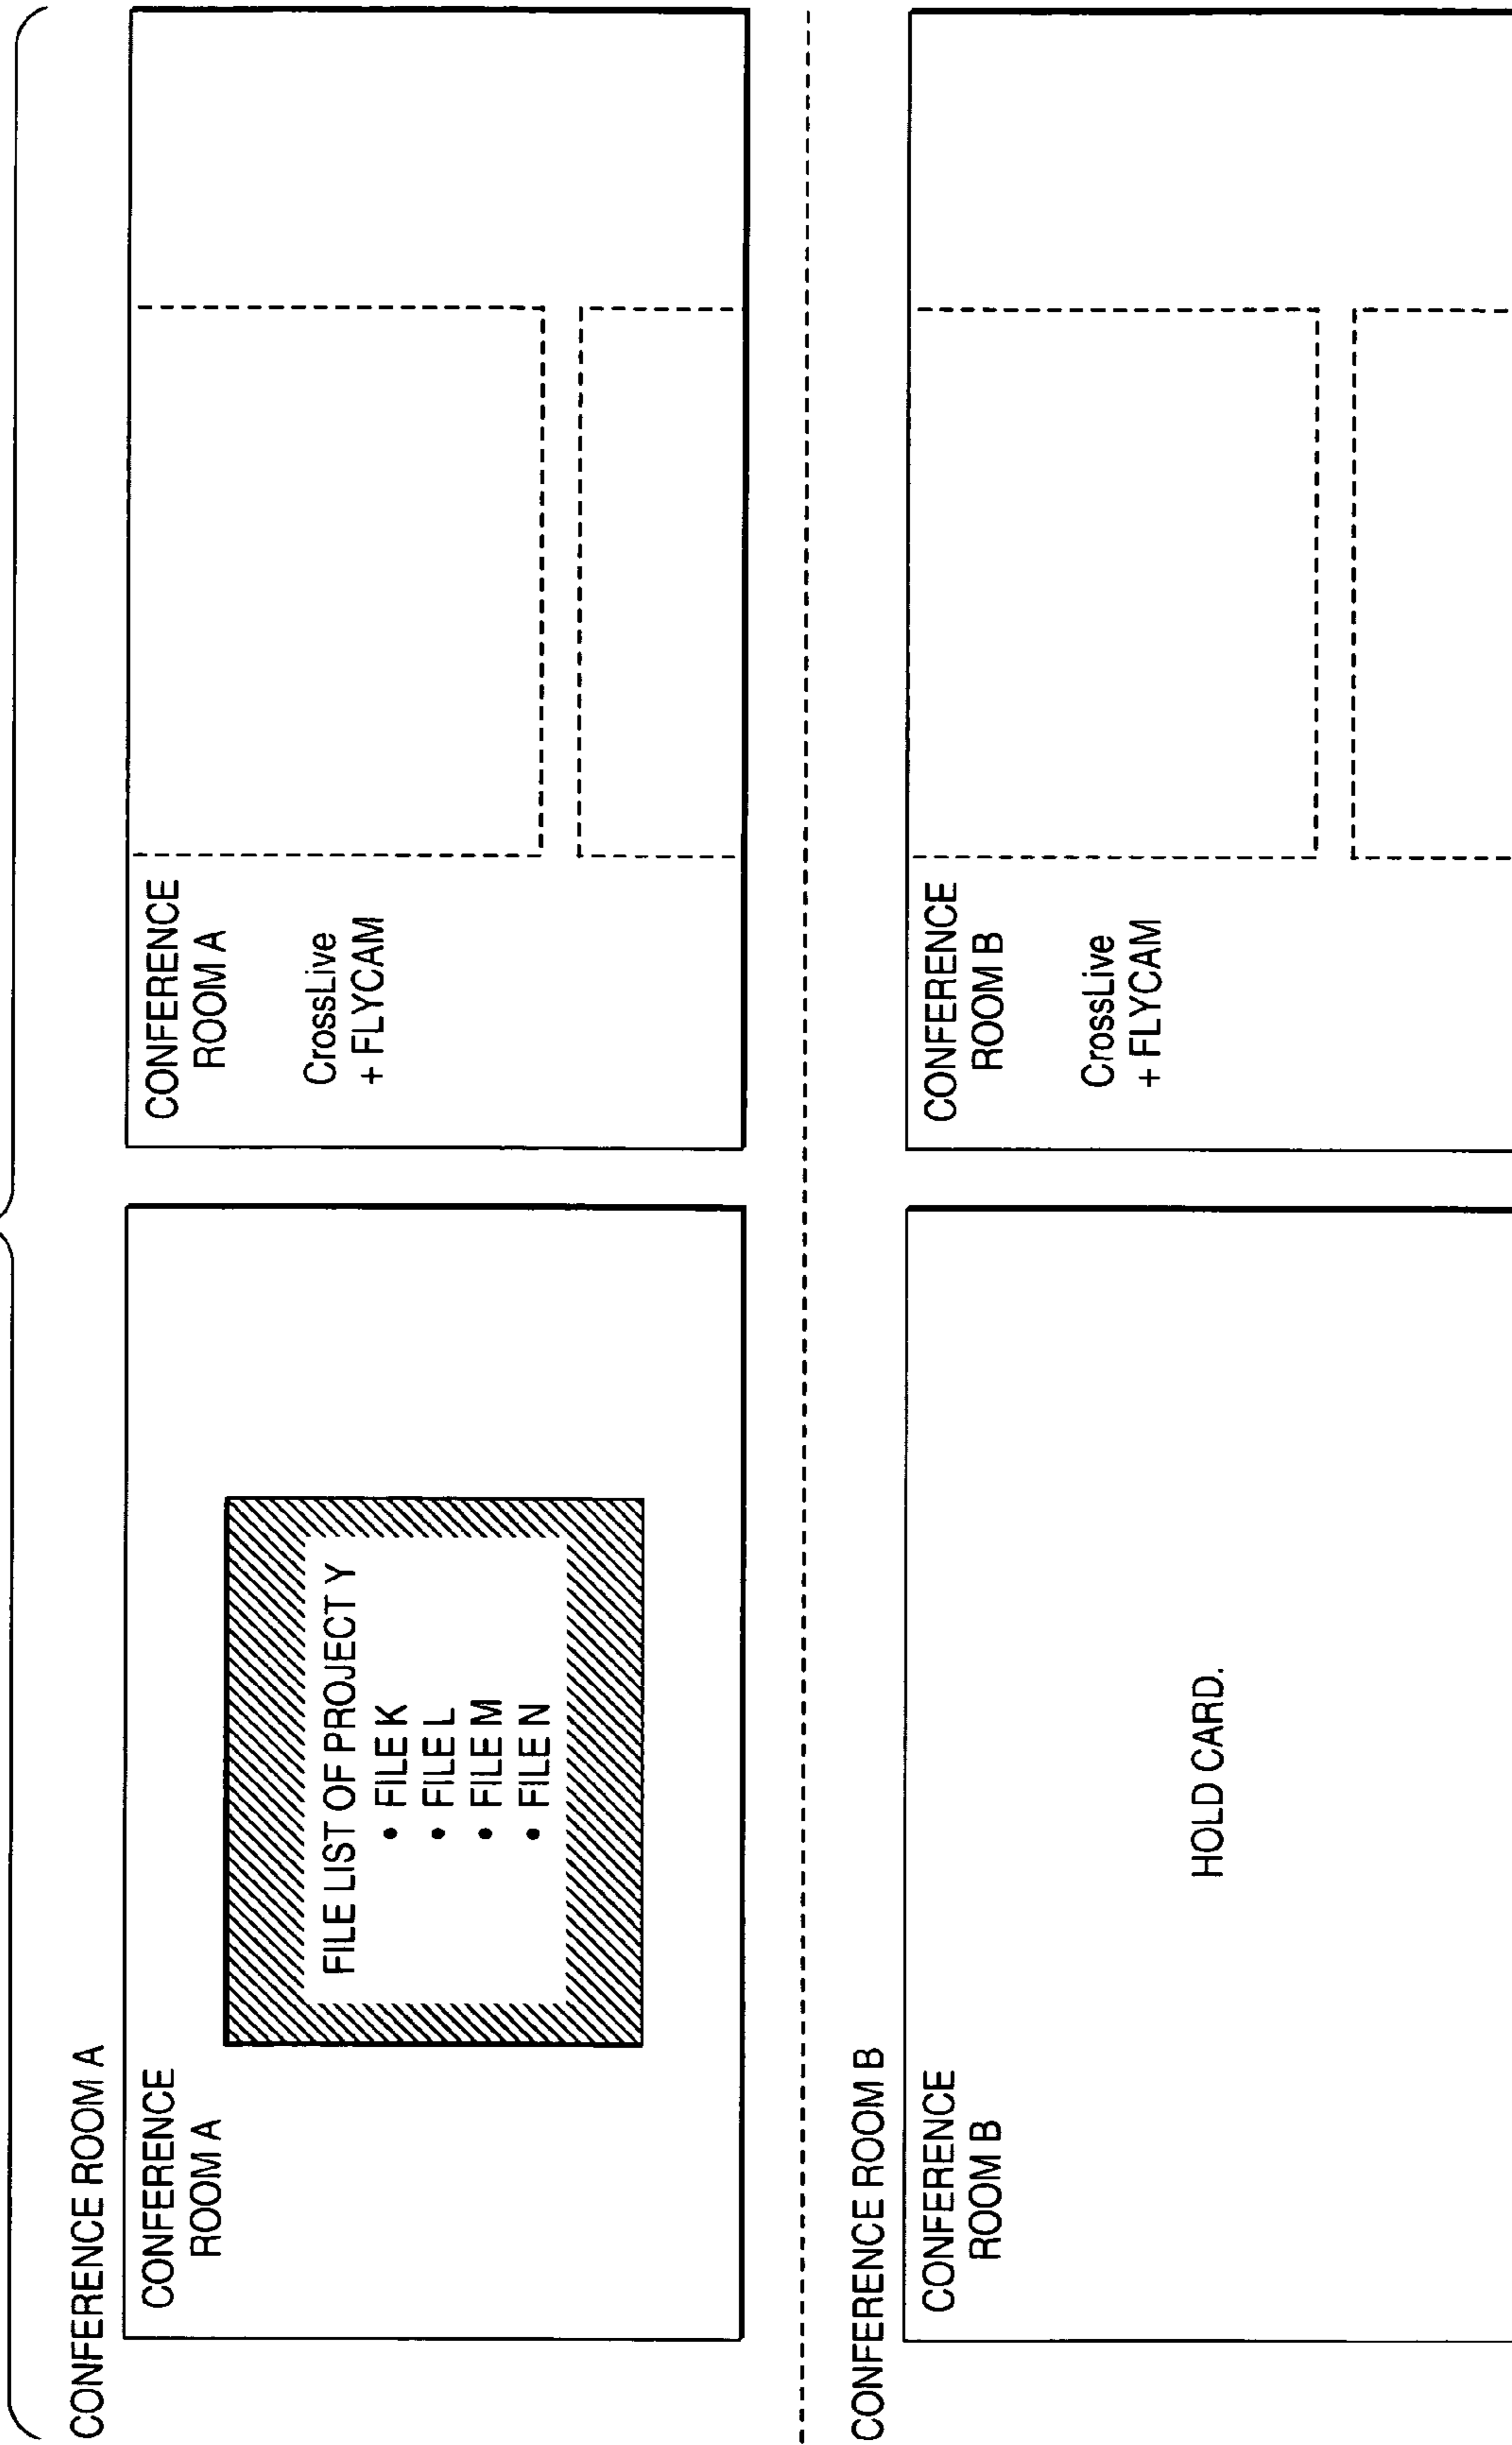 CONFERENCE ROOM A
CONFERENCE
ROOM A
FILE LIST OF PROJECT Y
• FILE K
• FILE L
• FILE M
• FILE N
CONFERENCE
ROOM A
CrossLive
+ FLYCAM
CONFERENCE ROOM B
CONFERENCE
ROOM B
HOLD CARD.
CONFERENCE
ROOM B
CrossLive
+ FLYCAM